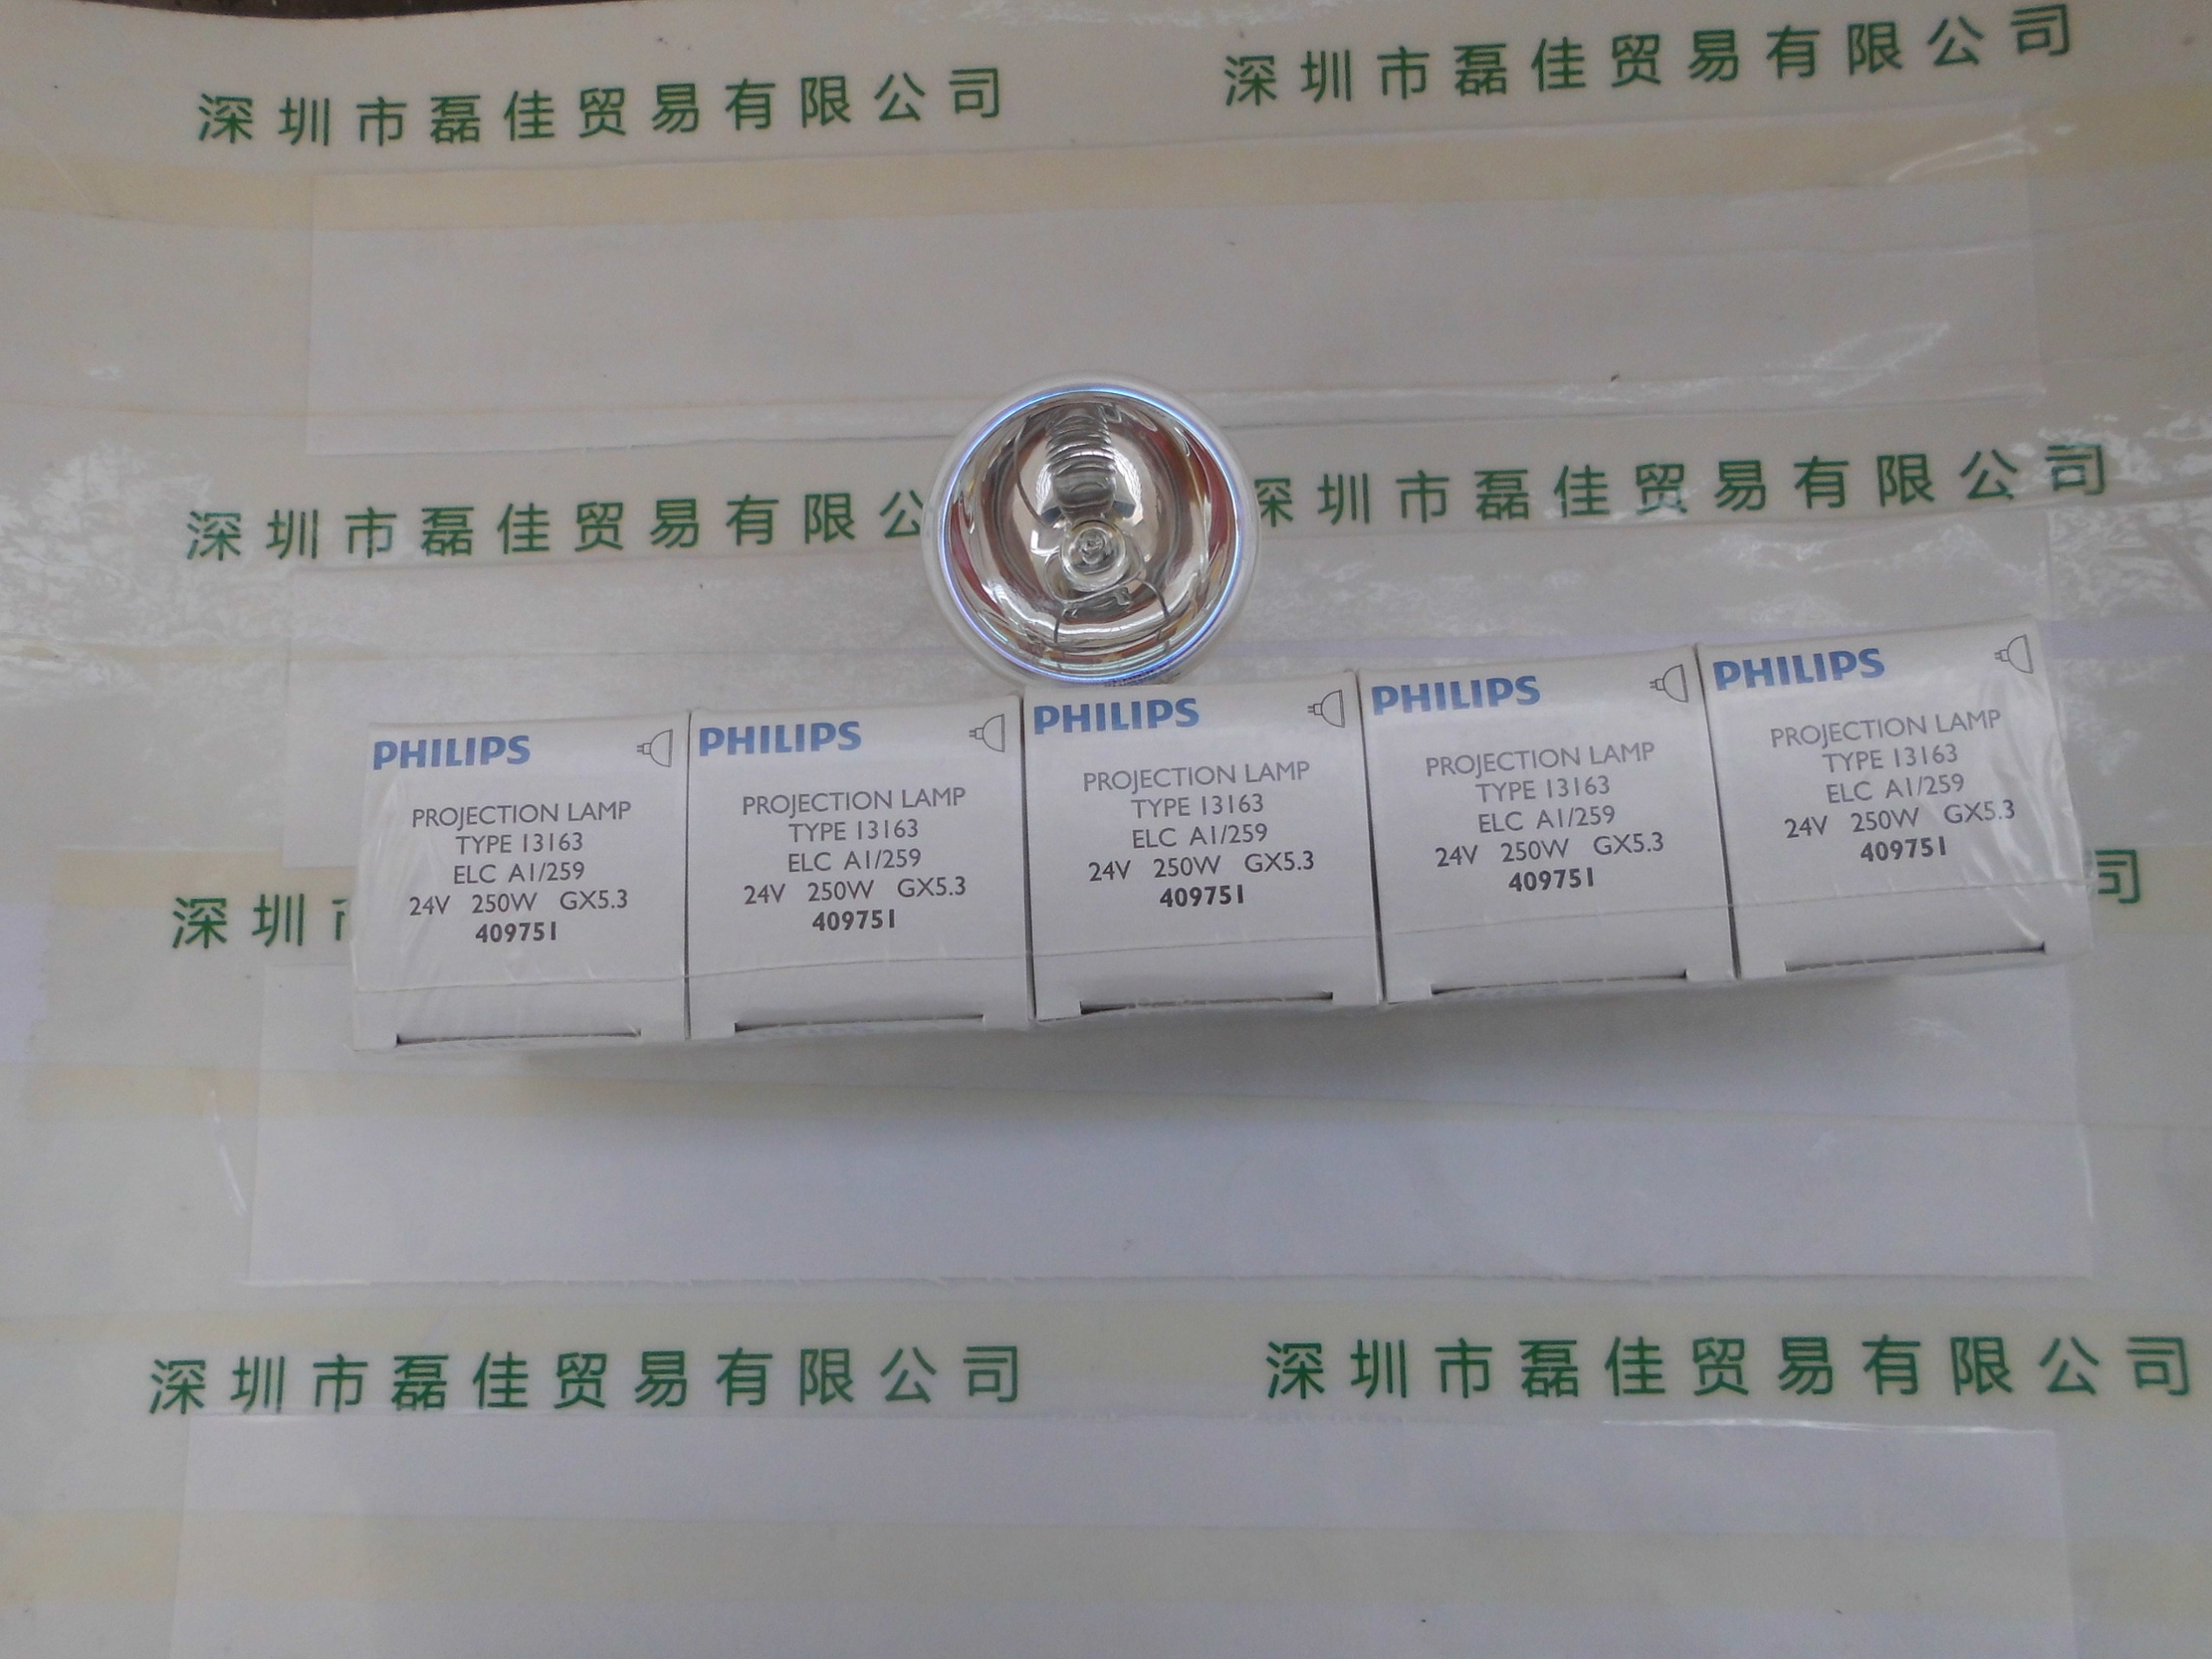 深圳市磊佳贸易有限公司
深圳市磊佳贸易有限公司
深圳市磊佳贸易有限公
深圳市磊佳贸易有限公司
深圳
司
PHILIPS
PROJECTION LAMP
TYPE 13163
ELC A1/259
24V 250W GX5.3
409751
PHILIPS
PROJECTION LAMP
TYPE 13163
ELC A1/259
24V 250W GX5.3
409751
PHILIPS
PROJECTION LAMP
TYPE 13163
ELC A1/259
24V 250W GX5.3
409751
PHILIPS
PROJECTION LAMP
TYPE 13163
ELC A1/259
24V 250W GX5.3
409751
PHILIPS
PROJECTION LAMP
TYPE 13163
ELC A1/259
24V 250W GX5.3
409751
深圳市磊佳贸易有限公司
深圳市磊佳贸易有限公司